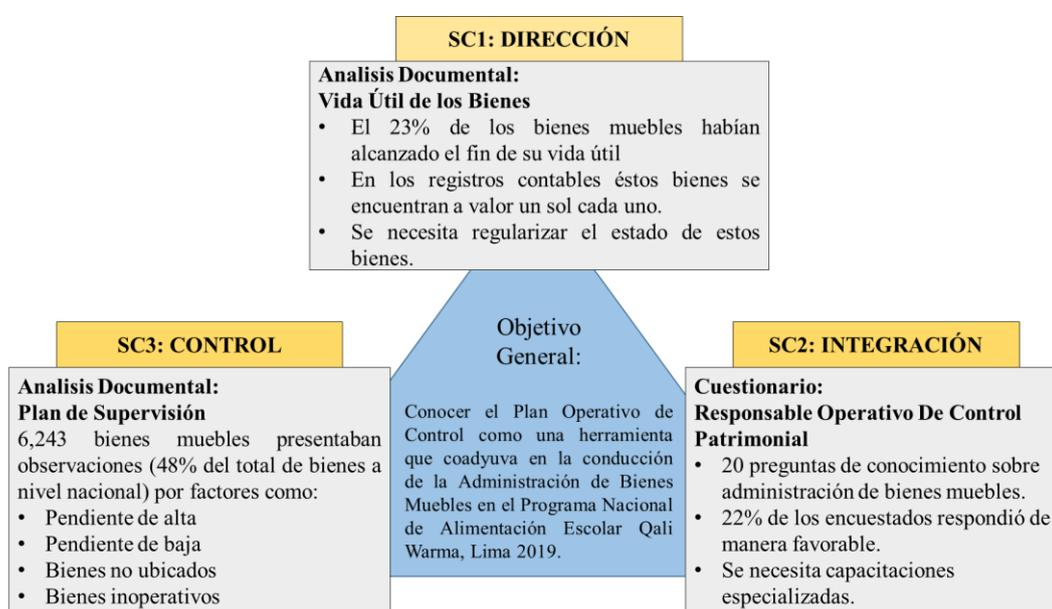 SC1: DIRECCIÓN
Analisis Documental:
Vida Útil de los Bienes
• El 23% de los bienes muebles habían
alcanzado el fin de su vida útil
• En los registros contables éstos bienes se
encuentran a valor un sol cada uno.
• Se necesita regularizar el estado de estos
bienes.
Objetivo
General:
Conocer el Plan Operativo de
Control como una herramienta
que coadyuva en la conducción
de la Administración de Bienes
Muebles en el Programa Nacional
de Alimentación Escolar Qali
Warma, Lima 2019.
SC3: CONTROL
Analisis Documental:
Plan de Supervisión
6,243 bienes muebles presentaban
observaciones (48% del total de bienes a
nivel nacional) por factores como:
• Pendiente de alta
• Pendiente de baja
• Bienes no ubicados
• Bienes inoperativos
SC2: INTEGRACIÓN
Cuestionario:
Responsable Operativo De Control
Patrimonial
• 20 preguntas de conocimiento sobre
administración de bienes muebles.
• 22% de los encuestados respondió de
manera favorable.
• Se necesita capacitaciones
especializadas.